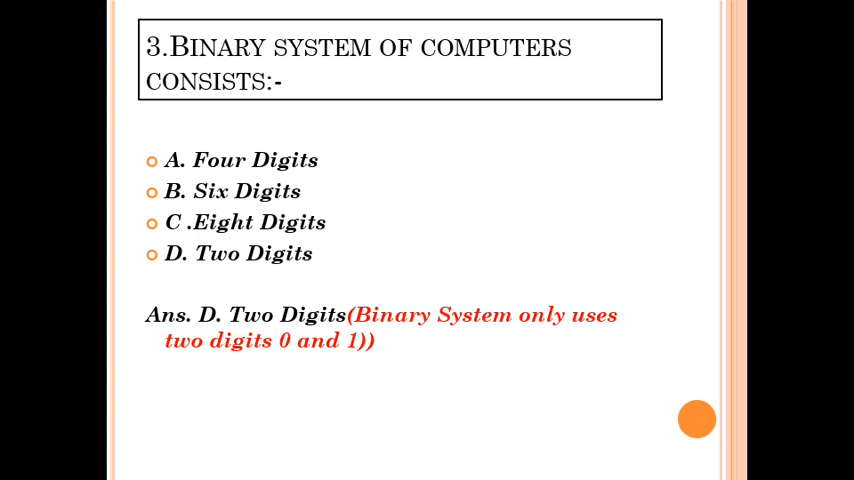 3.BINARY SYSTEM OF COMPUTERS
CONSISTS:-
A. Four Digits
B. Six Digits
C .Eight Digits
D. Two Digits
Ans. D. Two Digits(Binary System only uses
two digits 0 and 1))